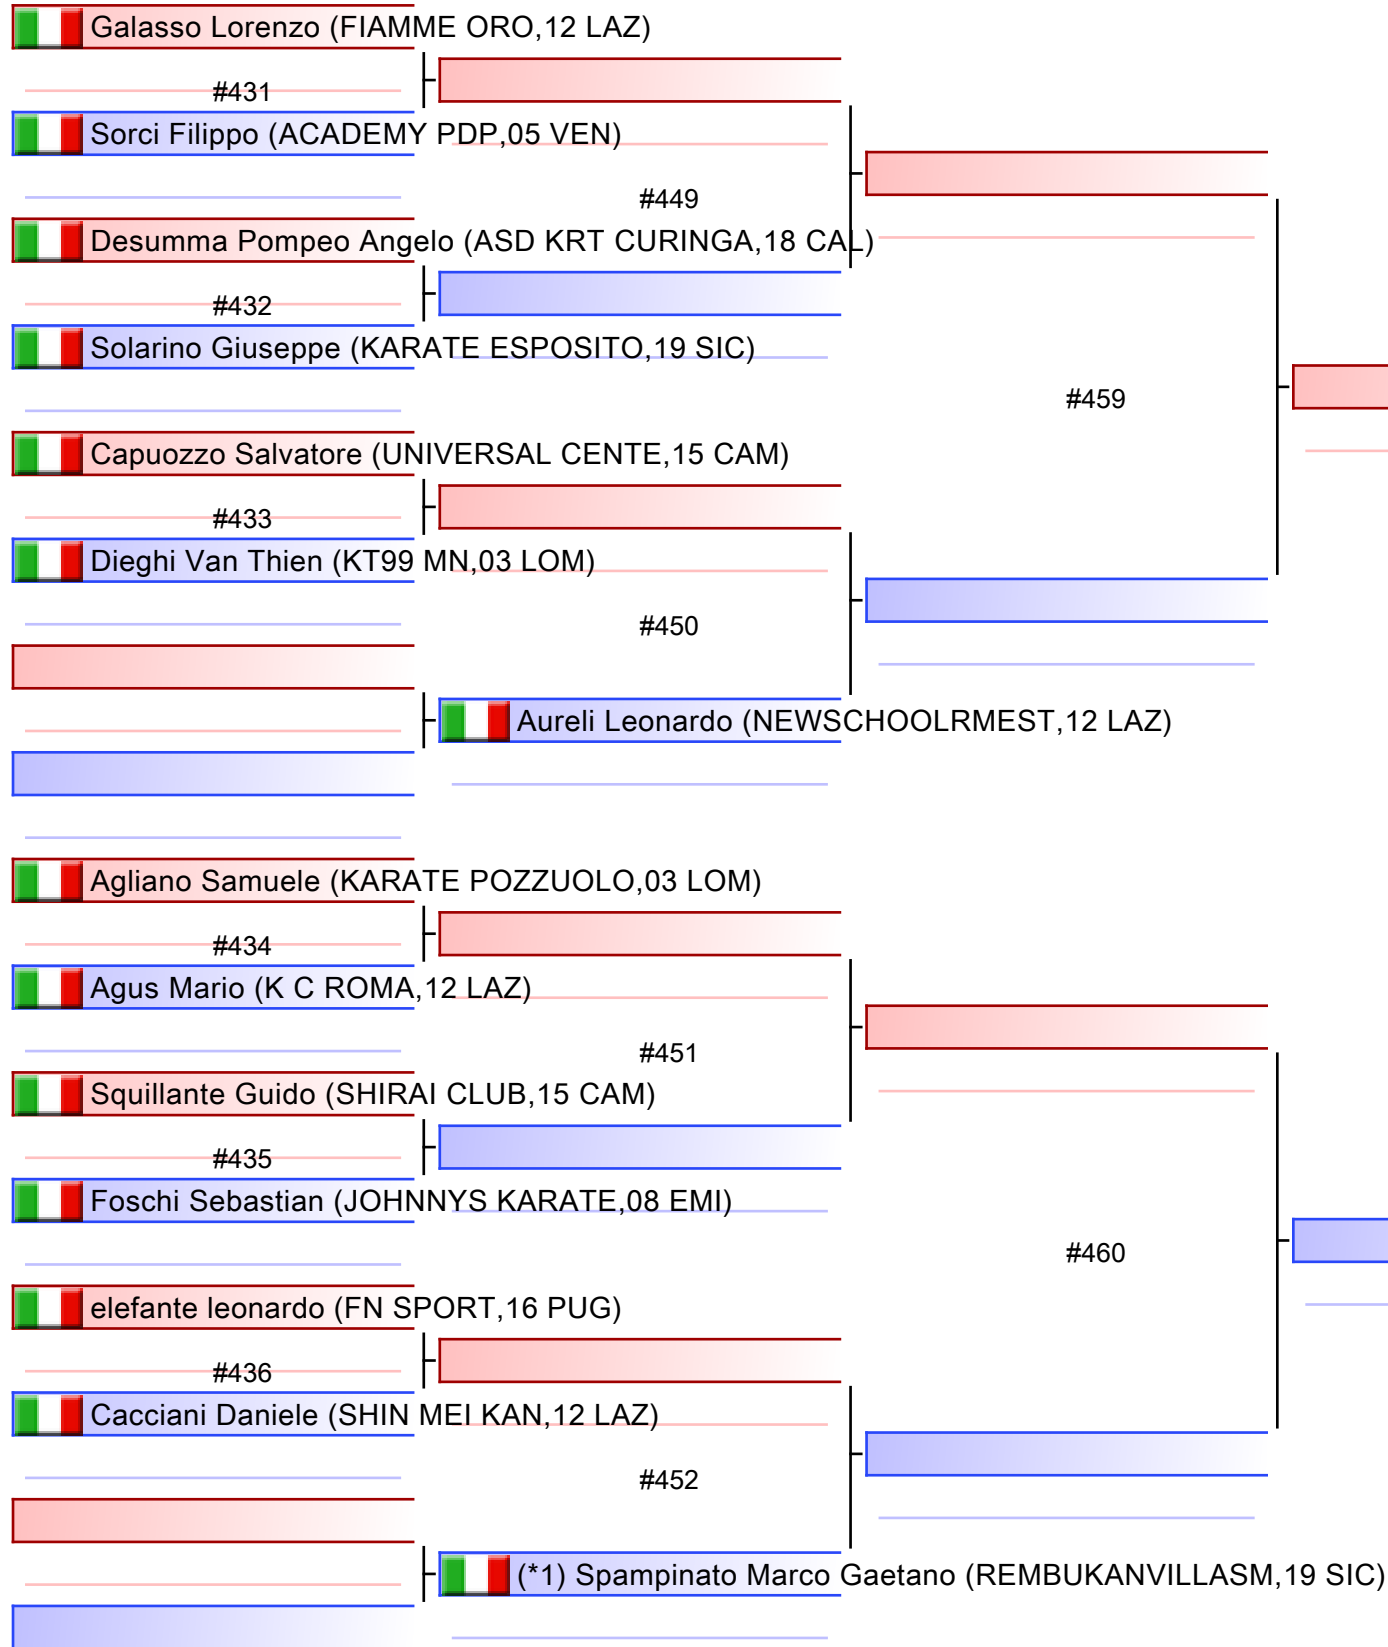 Galasso Lorenzo (FIAMME ORO,12 LAZ)
#431
Sorci Filippo (ACADEMY PDP,05 VEN)
#449
Desumma Pompeo Angelo (ASD KRT CURINGA,18 CAL)
#432
Solarino Giuseppe (KARATE ESPOSITO,19 SIC)
#459
Capuozzo Salvatore (UNIVERSAL CENTE,15 CAM)
#433
Dieghi Van Thien (KT99 MN,03 LOM)
#450
Aureli Leonardo (NEWSCHOOLRMEST,12 LAZ)
Agliano Samuele (KARATE POZZUOLO,03 LOM)
#434
Agus Mario (K C ROMA,12 LAZ)
#451
Squillante Guido (SHIRAI CLUB,15 CAM)
#435
Foschi Sebastian (JOHNNYS KARATE,08 EMI)
#460
elefante leonardo (FN SPORT,16 PUG)
#436
Cacciani Daniele (SHIN MEI KAN,12 LAZ)
#452
(*1) Spampinato Marco Gaetano (REMBUKANVILLASM,19 SIC)